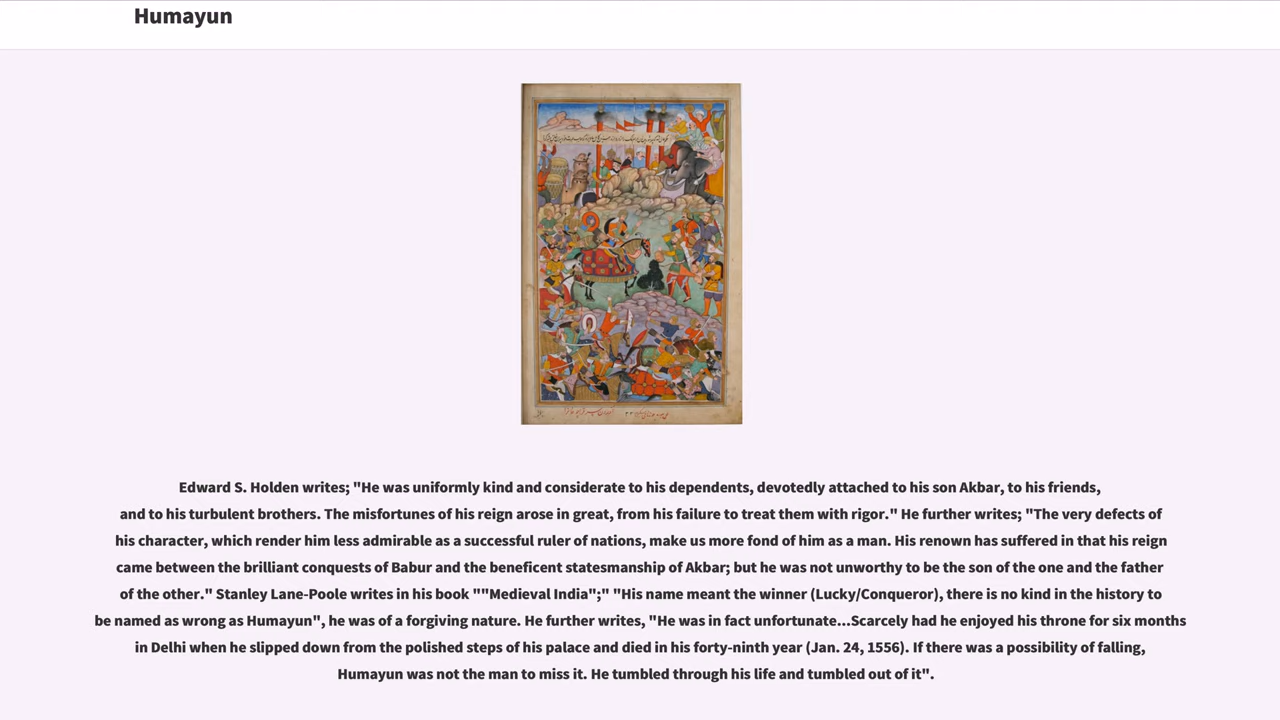 Humayun
Edward S. Holden writes; "He was uniformly kind and considerate to his dependents, devotedly attached to his son Akbar, to his friends,
and to his turbulent brothers. The misfortunes of his reign arose in great, from his failure to treat them with rigor." He further writes; "The very defects of
his character, which render him less admirable as a successful ruler of nations, make us more fond of him as a man. His renown has suffered in that his reign
came between the brilliant conquests of Babur and the beneficent statesmanship of Akbar; but he was not unworthy to be the son of the one and the father
of the other." Stanley Lane-Poole writes in his book ""Medieval India";" "His name meant the winner (Lucky/Conqueror), there is no kind in the history to
be named as wrong as Humayun", he was of a forgiving nature. He further writes, "He was in fact unfortunate...Scarcely had he enjoyed his throne for six months
in Delhi when he slipped down from the polished steps of his palace and died in his forty-ninth year (Jan. 24, 1556). If there was a possibility of falling,
Humayun was not the man to miss it. He tumbled through his life and tumbled out of it".